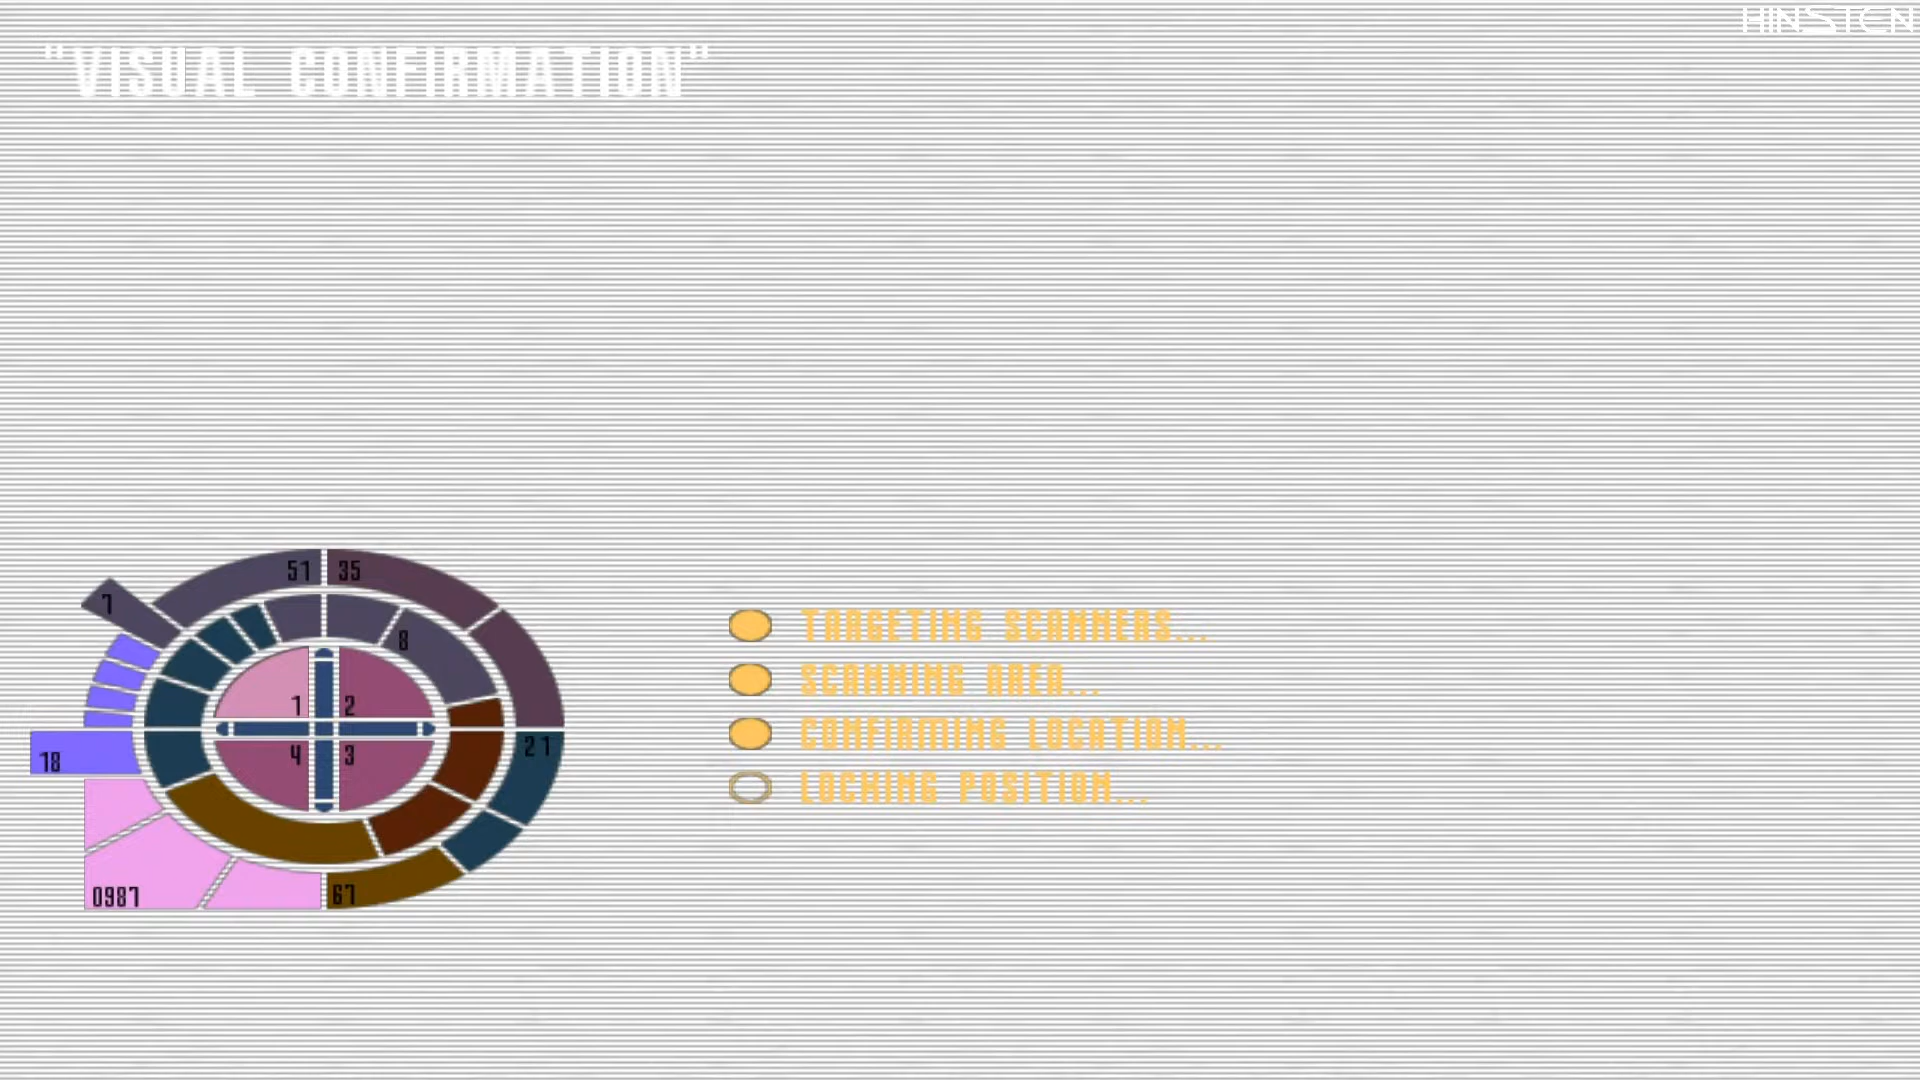 HINSTEN
"VISUAL CONFIRMATION"
51
35
7
8
1
2
4
3
21
18
0987
67
TARGETING SCANNERS...
SCANNING AREA...
CONFIRMING LOCATION...
LOCKING POSITION...